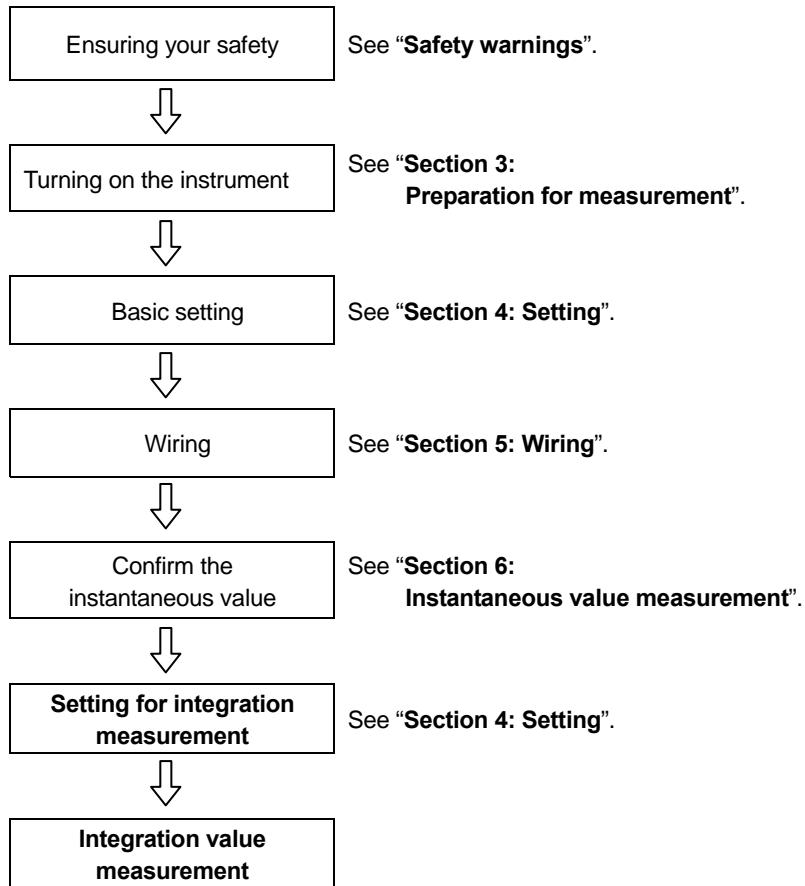 Ensuring your safety
See “Safety warnings”.
Turning on the instrument
See “Section 3:
Preparation for measurement”.
Basic setting
See “Section 4: Setting”.
Wiring
See “Section 5: Wiring”.
Confirm the
instantaneous value
See “Section 6:
Instantaneous value measurement”.
Setting for integration
measurement
See “Section 4: Setting”.
Integration value
measurement